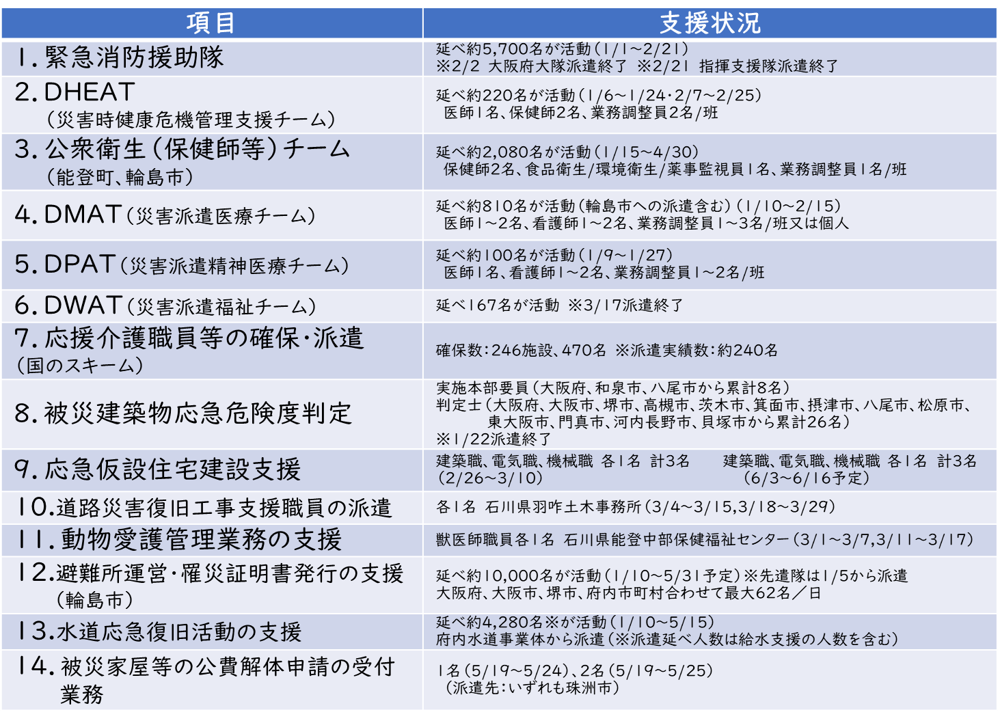 項目
支援状況
1. 緊急消防援助隊
延べ約5,700名が活動（1/1～2/21）
※2/2 大阪府大隊派遣終了 ※2/21 指揮支援隊派遣終了
2. DHEAT
（災害時健康危機管理支援チーム）
延べ約220名が活動（1/6～1/24・2/7～2/25）
医師1名、保健師2名、業務調整員2名/班
3. 公衆衛生（保健師等）チーム
（能登町、輪島市）
延べ約2,080名が活動（1/15～4/30）
保健師2名、食品衛生/環境衛生/薬事監視員1名、業務調整員1名/班
4. DMAT（災害派遣医療チーム）
延べ約810名が活動（輪島市への派遣含む）（1/10～2/15）
医師1～2名、看護師1～2名、業務調整員1～3名/班又は個人
5. DPAT（災害派遣精神医療チーム）
延べ約100名が活動（1/9～1/27）
医師1名、看護師1～2名、業務調整員1～2名/班
6. DWAT（災害派遣福祉チーム）
延べ167名が活動 ※3/17派遣終了
7. 応援介護職員等の確保・派遣
（国のスキーム）
確保数：246施設、470名 ※派遣実績数：約240名
8. 被災建築物応急危険度判定
実施本部要員（大阪府、和泉市、八尾市から累計8名）
判定士（大阪府、大阪市、堺市、高槻市、茨木市、箕面市、摂津市、八尾市、松原市、
東大阪市、門真市、河内長野市、貝塚市から累計26名）
※1/22派遣終了
9. 応急仮設住宅建設支援
建築職、電気職、機械職 各1名 計3名 建築職、電気職、機械職 各1名 計3名
（2/26～3/10） （6/3～6/16予定）
10.道路災害復旧工事支援職員の派遣
各1名 石川県羽咋土木事務所（3/4～3/15,3/18～3/29）
11. 動物愛護管理業務の支援
獣医師職員各1名 石川県能登中部保健福祉センター（3/1～3/7,3/11～3/17）
12.避難所運営・罹災証明書発行の支援
（輪島市）
延べ約10,000名が活動（1/10～5/31予定）※先遣隊は1/5から派遣
大阪府、大阪市、堺市、府内市町村合わせて最大62名／日
13.水道応急復旧活動の支援
延べ約4,280名※が活動（1/10～5/15）
府内水道事業体から派遣（※派遣延べ人数は給水支援の人数を含む）
14. 被災家屋等の公費解体申請の受付
業務
1名（5/19～5/24）、2名（5/19～5/25）
（派遣先：いずれも珠洲市）